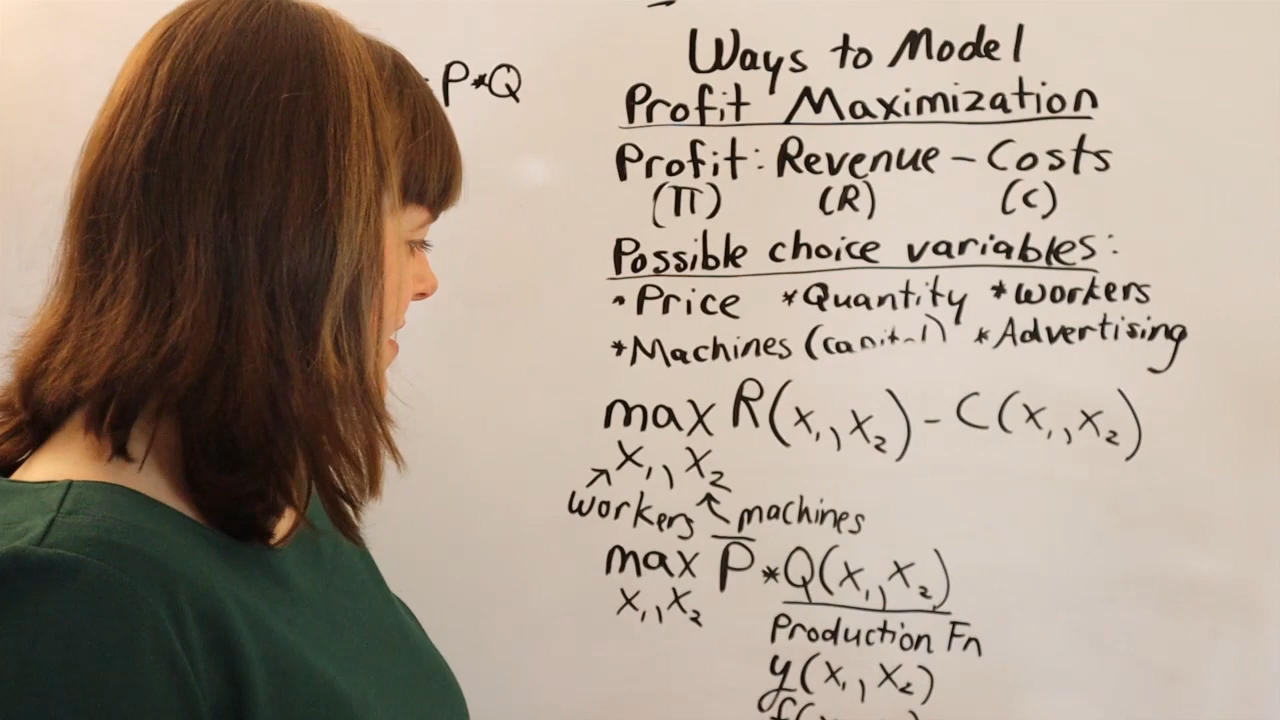 Ways to Model
Profit Maximization
P*Q
Profit: Revenue - Costs
(π) (R) (C)
Possible choice variables:
• Price * Quantity * workers
* Machines (capital) * Advertising
max R(x₁, x₂) - C(x₁, x₂)
x₁, x₂
workers machines
max P̅ * Q(x₁, x₂)
x₁, x₂
Production Fn
y(x₁, x₂)